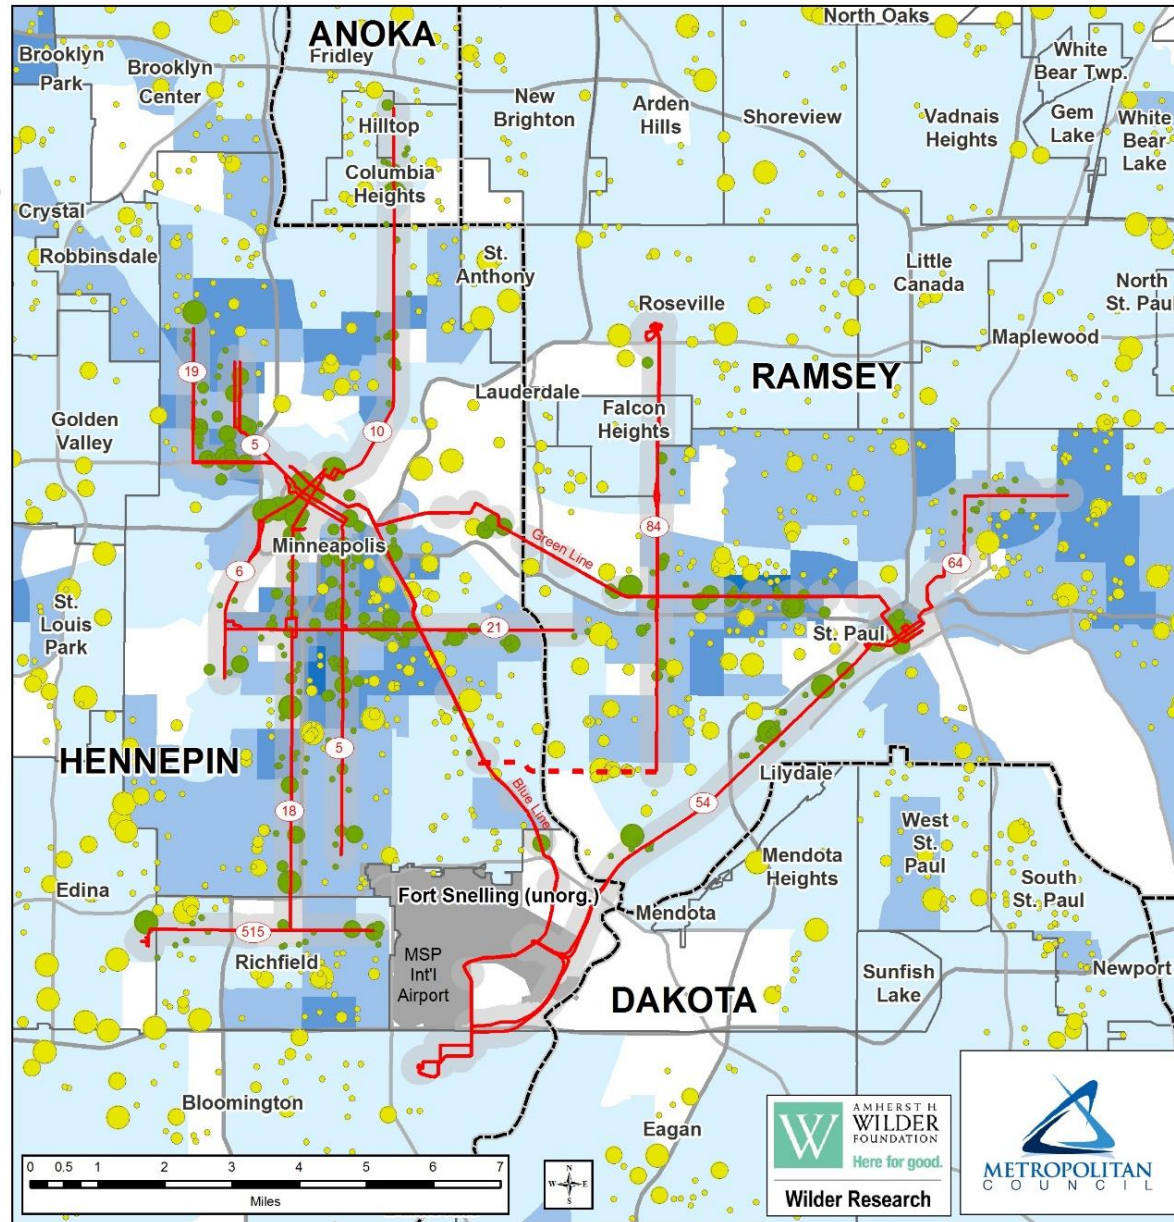 North Oaks
ANOKA
Fridley
Brooklyn
Park
Brooklyn
Center
White
Bear Twp.
New
Brighton
Arden
Hills
Shoreview
Vadnais
Heights
Gem
Lake
White
Bear
Lake
Hilltop
Columbia
Heights
Crystal
Robbinsdale
St.
Anthony
Little
Canada
North
St. Paul
Roseville
Maplewood
19
RAMSEY
Lauderdale
Golden
Valley
Falcon
Heights
10
5
84
Green Line
Minneapolis
6
64
St.
Louis
Park
21
St. Paul
HENNEPIN
5
Lilydale
Blue Line
54
18
West
St.
Paul
Mendota
Heights
Edina
Fort Snelling (unorg.)
South
St. Paul
Mendota
515
Richfield
MSP
Int'l
Airport
Sunfish
Lake
Newport
DAKOTA
Bloomington
Eagan
0 0.5 1 2 3 4 5 6 7
Miles
N
W E
S
W
AMHERST H
WILDER
FOUNDATION
Here for good.
Wilder Research
METROPOLITAN
COUNCIL